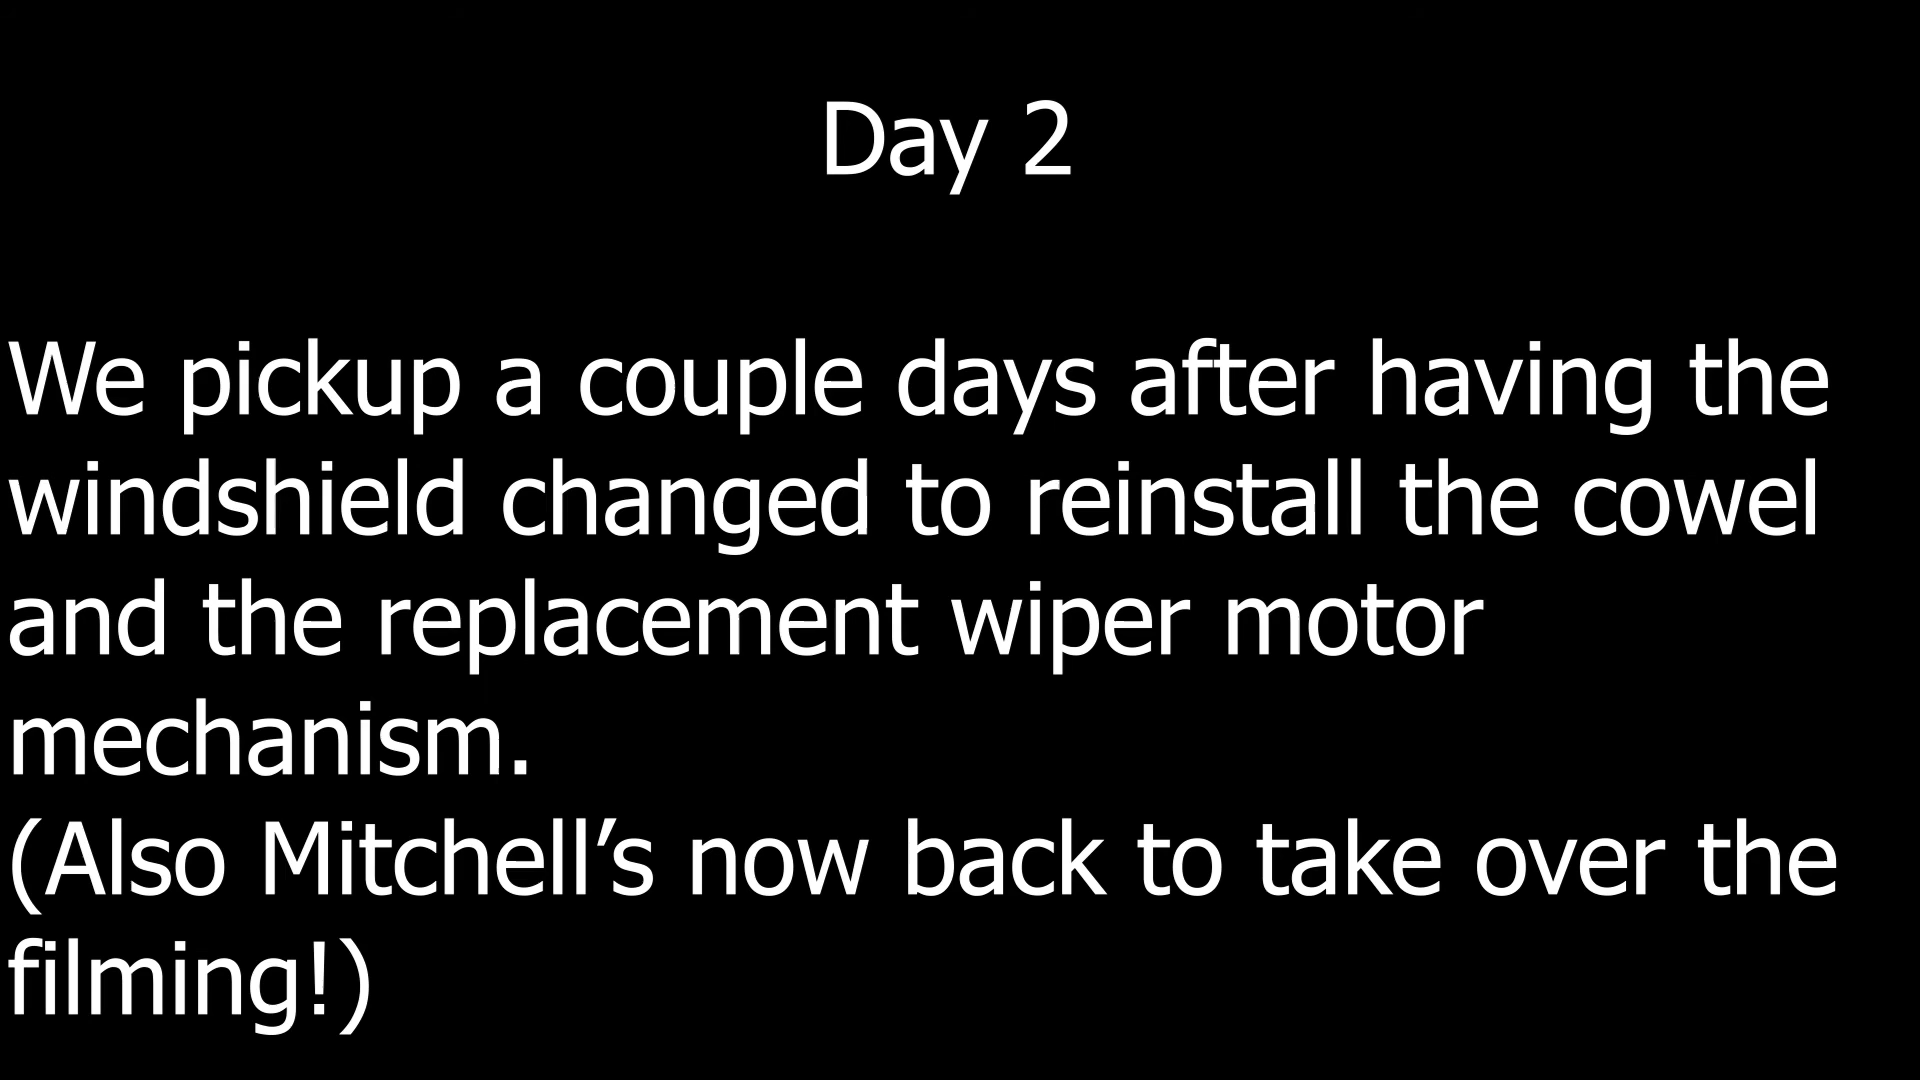 Day 2
We pickup a couple days after having the
windshield changed to reinstall the cowel
and the replacement wiper motor
mechanism.
(Also Mitchell’s now back to take over the
filming!)